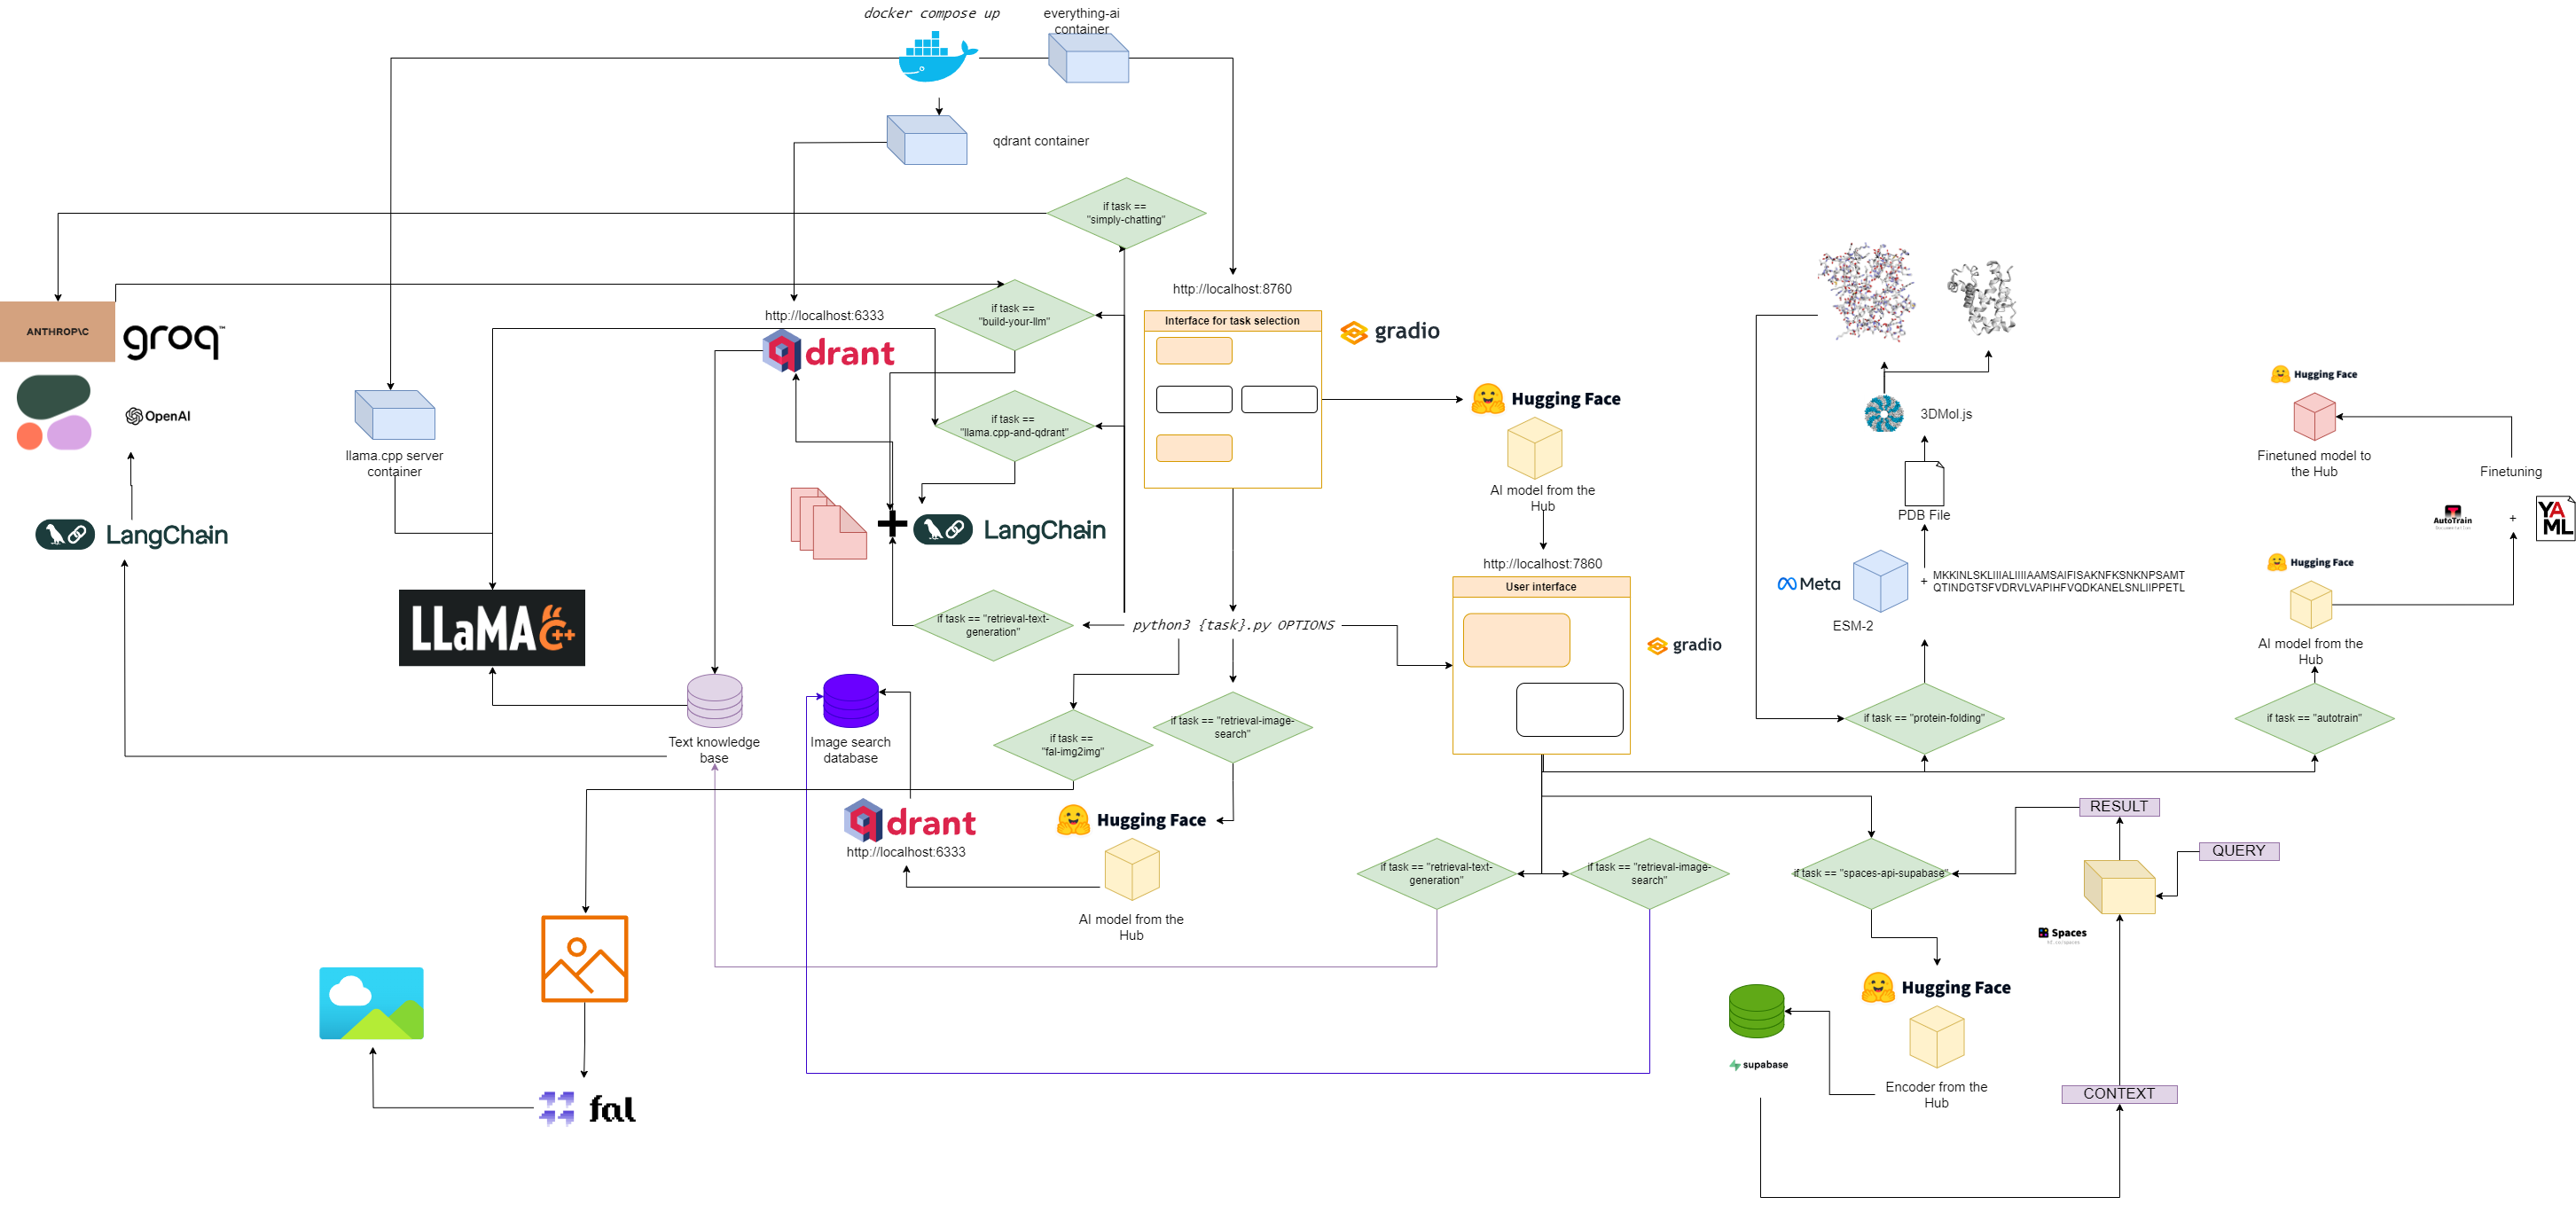 docker compose up
everything-ai
container
qdrant container
if task ==
"simply-chatting"
http://localhost:8760
Interface for task selection
gradio
http://localhost:6333
qdrant
if task ==
"build-your-llm"
ANTHROP\C
groq™
OpenAI
LangChain
llama.cpp server
container
if task ==
"llama.cpp-and-qdrant"
LangChain
Hugging Face
AI model from the
Hub
http://localhost:7860
User interface
gradio
LLaMA C++
if task == "retrieval-text-
generation"
python3 {task}.py OPTIONS
3DMol.js
PDB File
Meta
ESM-2
+
MKKINLSKLIIIALIIIIAAMSAIFISAKNFKSNKNPSAMT
QTINDGTSFVDRVLVAPIHFVQDKANELSNLIIPPETL
Hugging Face
Finetuned model to
the Hub
Finetuning
AutoTrain
+
YAML
Hugging Face
AI model from the
Hub
if task == "protein-folding"
if task == "autotrain"
Text knowledge
base
Image search
database
if task ==
"fal-img2img"
if task == "retrieval-image-
search"
qdrant
http://localhost:6333
Hugging Face
AI model from the
Hub
if task == "retrieval-text-
generation"
if task == "retrieval-image-
search"
if task == "spaces-api-supabase"
RESULT
QUERY
Spaces
Hugging Face
Encoder from the
Hub
supabase
CONTEXT
fal